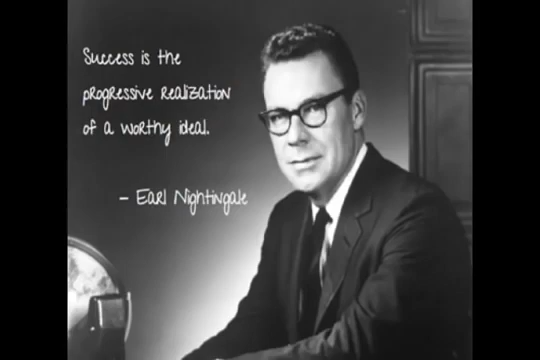 Success is the
progressive realization
of a worthy ideal.
– Earl Nightingale